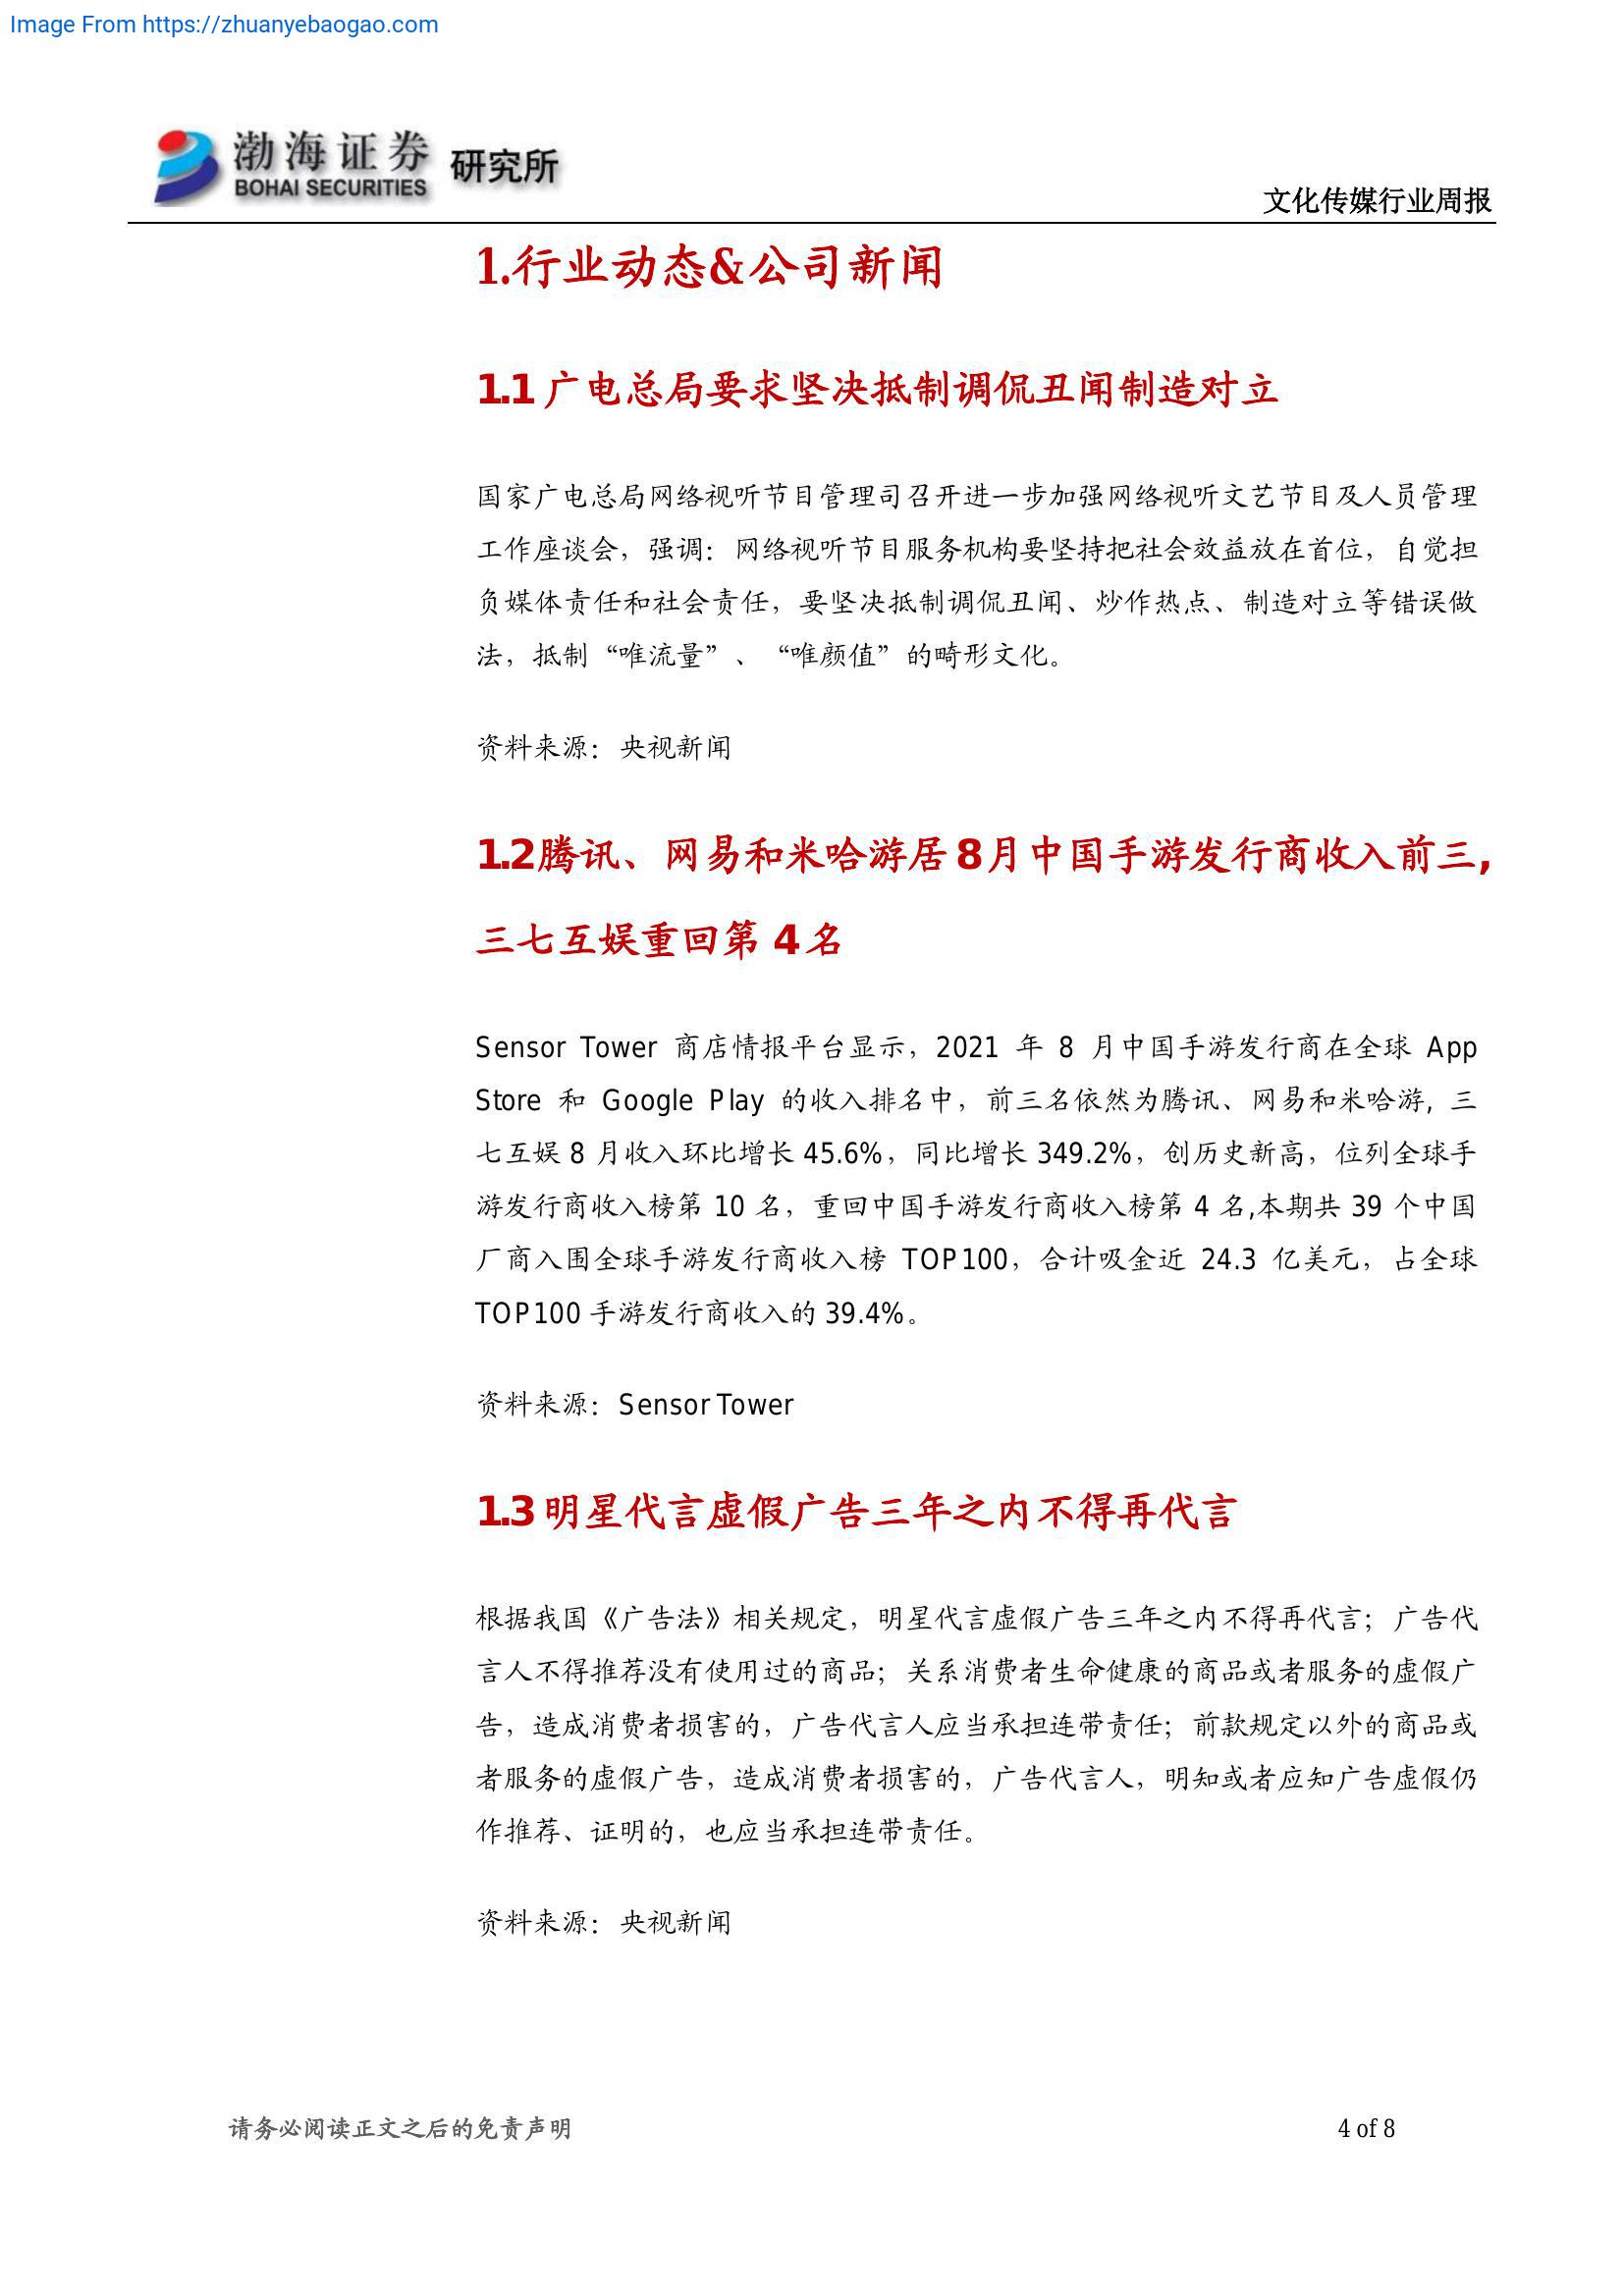 Image From https://zhuanyebaogao.com
渤海证券 研究所
BOHAI SECURITIES
文化传媒行业周报
1.行业动态&公司新闻
1.1 广电总局要求坚决抵制调侃丑闻制造对立
国家广电总局网络视听节目管理司召开进一步加强网络视听文艺节目及人员管理
工作座谈会，强调：网络视听节目服务机构要坚持把社会效益放在首位，自觉担
负媒体责任和社会责任，要坚决抵制调侃丑闻、炒作热点、制造对立等错误做
法，抵制“唯流量”、“唯颜值”的畸形文化。
资料来源：央视新闻
1.2腾讯、网易和米哈游居 8月中国手游发行商收入前三,
三七互娱重回第 4名
Sensor Tower 商店情报平台显示，2021 年 8 月中国手游发行商在全球 App
Store 和 Google Play 的收入排名中，前三名依然为腾讯、网易和米哈游, 三
七互娱 8 月收入环比增长 45.6%，同比增长 349.2%，创历史新高，位列全球手
游发行商收入榜第 10 名，重回中国手游发行商收入榜第 4 名,本期共 39 个中国
厂商入围全球手游发行商收入榜 TOP100，合计吸金近 24.3 亿美元，占全球
TOP100 手游发行商收入的 39.4%。
资料来源：Sensor Tower
1.3 明星代言虚假广告三年之内不得再代言
根据我国《广告法》相关规定，明星代言虚假广告三年之内不得再代言；广告代
言人不得推荐没有使用过的商品；关系消费者生命健康的商品或者服务的虚假广
告，造成消费者损害的，广告代言人应当承担连带责任；前款规定以外的商品或
者服务的虚假广告，造成消费者损害的，广告代言人，明知或者应知广告虚假仍
作推荐、证明的，也应当承担连带责任。
资料来源：央视新闻
请务必阅读正文之后的免责声明
4 of 8